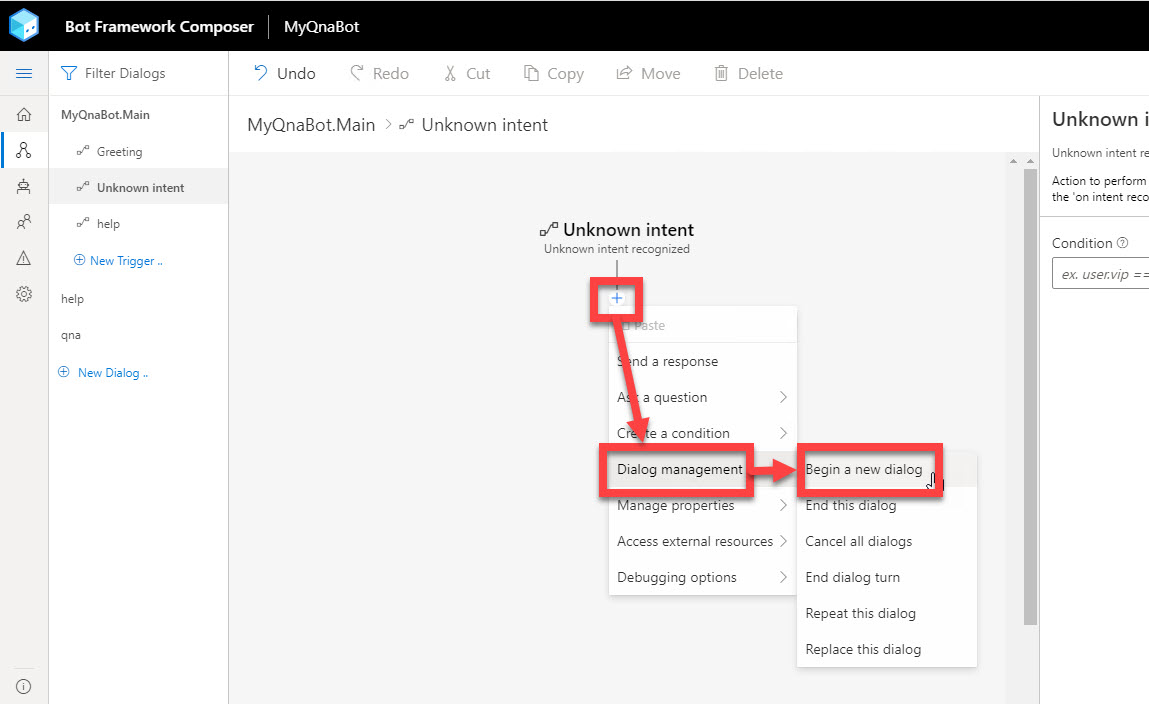 Bot Framework Composer
MyQnaBot
Filter Dialogs
Undo
Redo
Cut
Copy
Move
Delete
MyQnaBot.Main
Greeting
Unknown intent
help
New Trigger ..
help
qna
New Dialog ..
MyQnaBot.Main > Unknown intent
Unknown intent
Unknown intent recognized
Paste
Send a response
Ask a question
Create a condition
Dialog management
Manage properties
Access external resources
Debugging options
Begin a new dialog
End this dialog
Cancel all dialogs
End dialog turn
Repeat this dialog
Replace this dialog
Unknown i
Unknown intent re
Action to perform
the 'on intent reco
Condition
ex. user.vip ==